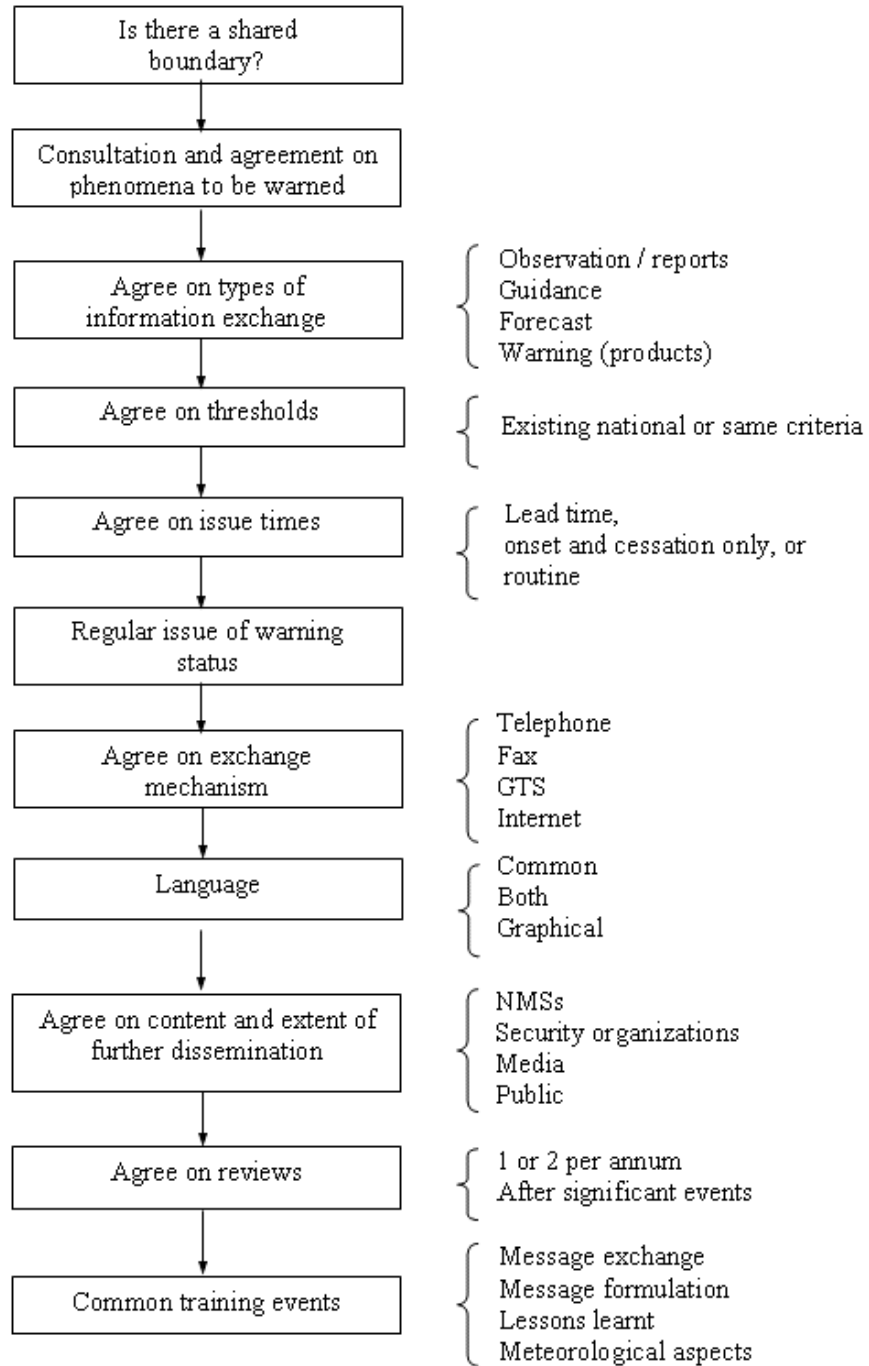 Is there a shared
boundary?
Consultation and agreement on
phenomena to be warned
Agree on types of
information exchange
Observation / reports
Guidance
Forecast
Warning (products)
Agree on thresholds
Existing national or same criteria
Agree on issue times
Lead time,
onset and cessation only, or
routine
Regular issue of warning
status
Agree on exchange
mechanism
Telephone
Fax
GTS
Internet
Language
Common
Both
Graphical
Agree on content and extent of
further dissemination
NMSs
Security organizations
Media
Public
Agree on reviews
1 or 2 per annum
After significant events
Common training events
Message exchange
Message formulation
Lessons learnt
Meteorological aspects